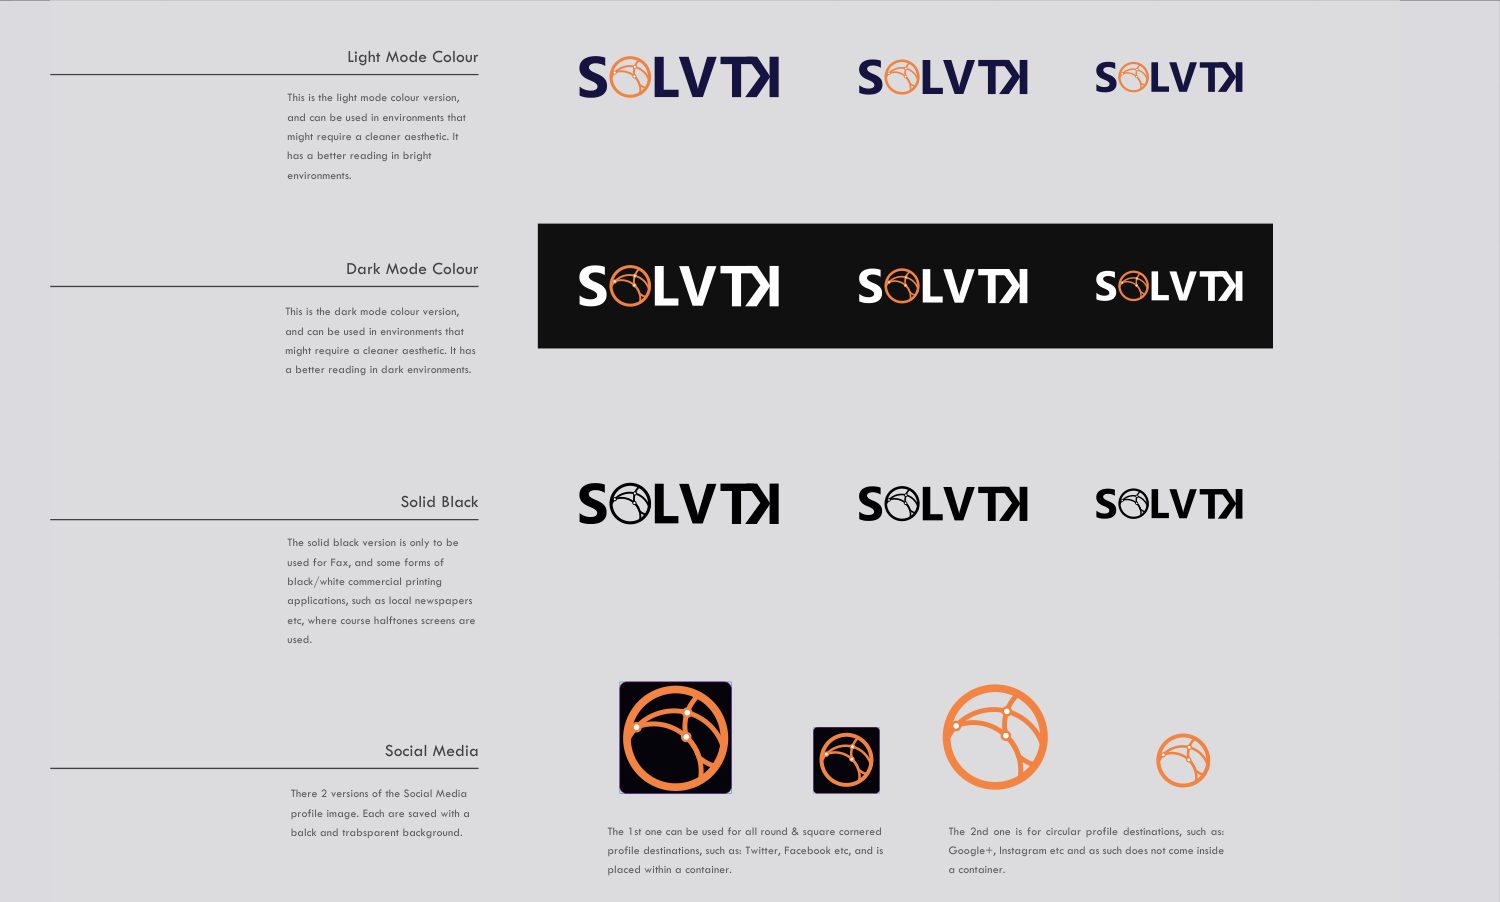 Light Mode Colour
This is the light mode colour version,
and can be used in environments that
might require a cleaner aesthetic. It
has a better reading in bright
environments.
SOLVTK SOLVTK SOLVTK
Dark Mode Colour
This is the dark mode colour version,
and can be used in environments that
might require a cleaner aesthetic. It has
a better reading in dark environments.
SOLVTK SOLVTK SOLVTK
Solid Black
The solid black version is only to be
used for Fax, and some forms of
black/white commercial printing
applications, such as local newspapers
etc, where course halftones screens are
used.
SOLVTK SOLVTK SOLVTK
Social Media
There 2 versions of the Social Media
profile image. Each are saved with a
balck and trabsparent background.
The 1st one can be used for all round & square cornered
profile destinations, such as: Twitter, Facebook etc, and is
placed within a container.
The 2nd one is for circular profile destinations, such as:
Google+, Instagram etc and as such does not come inside
a container.